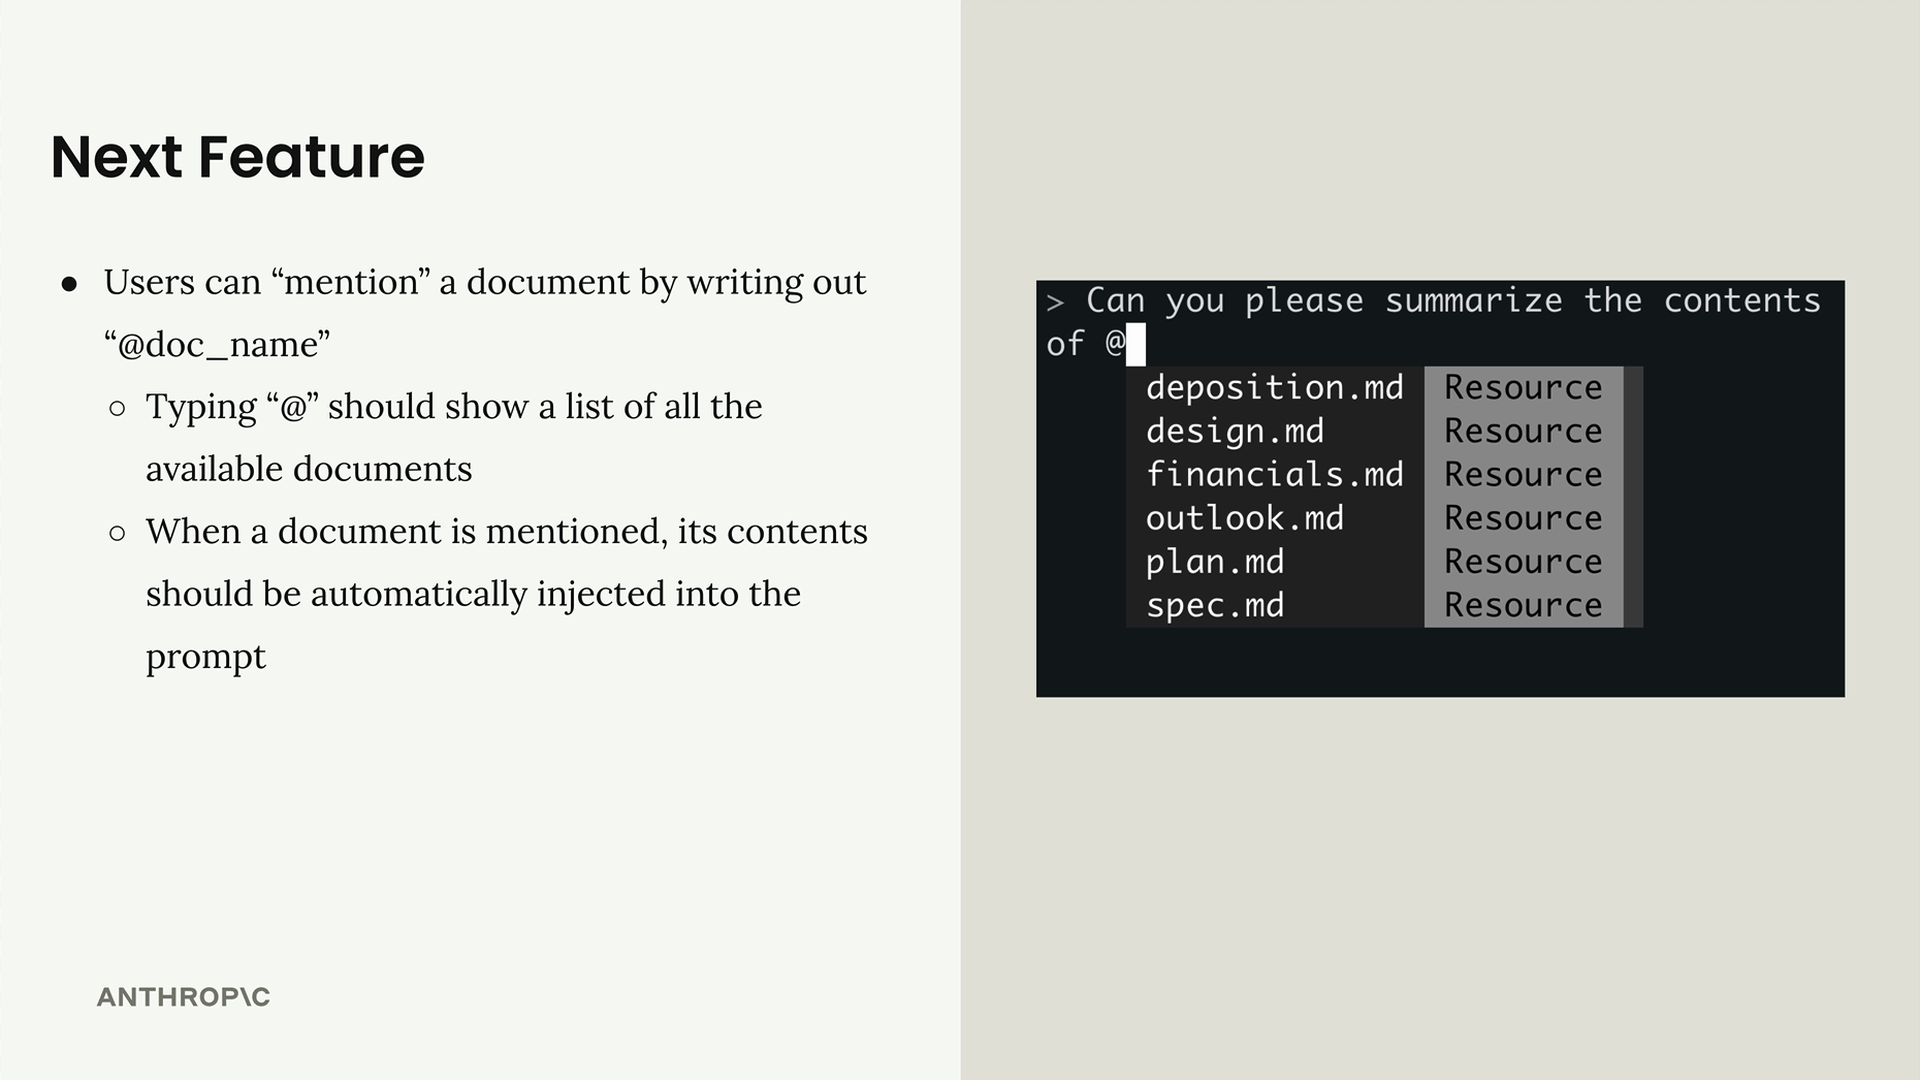 Next Feature
● Users can “mention” a document by writing out
“@doc_name”
○ Typing “@” should show a list of all the
available documents
○ When a document is mentioned, its contents
should be automatically injected into the
prompt
ANTHROP\C
> Can you please summarize the contents
of @
deposition.md Resource
design.md Resource
financials.md Resource
outlook.md Resource
plan.md Resource
spec.md Resource